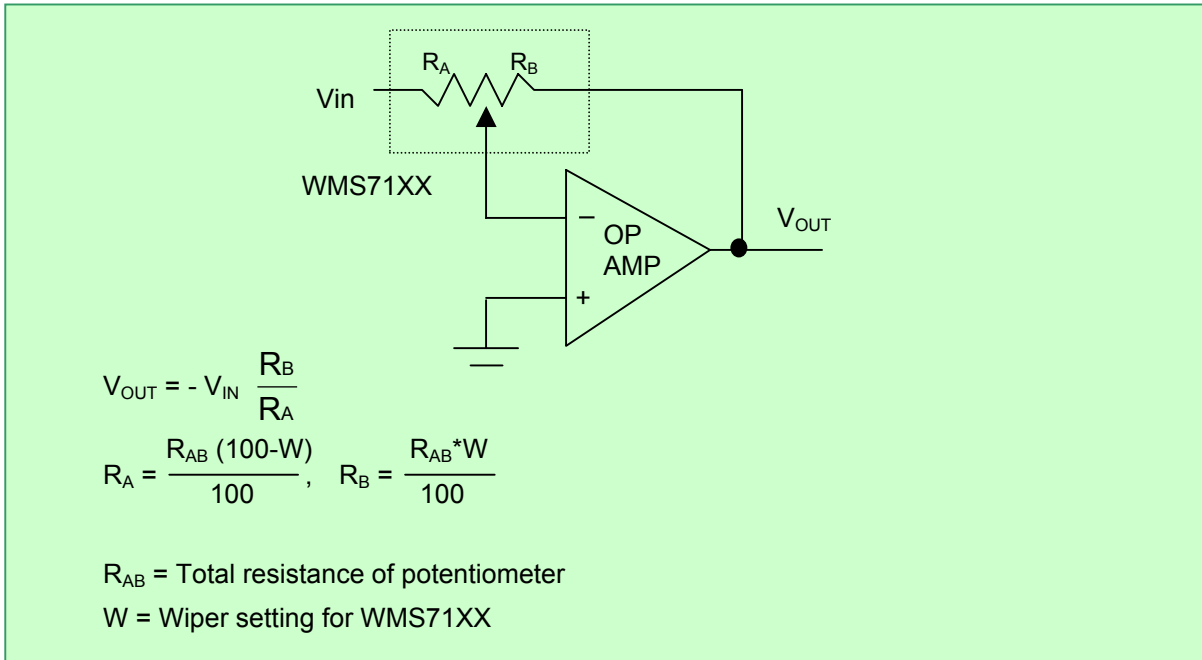 RA RB
Vin
WMS71XX
−
OP
AMP
+
VOUT
VOUT = - VIN RB
RA
RA = RAB (100-W)
100 , RB = RAB*W
100
RAB = Total resistance of potentiometer
W = Wiper setting for WMS71XX